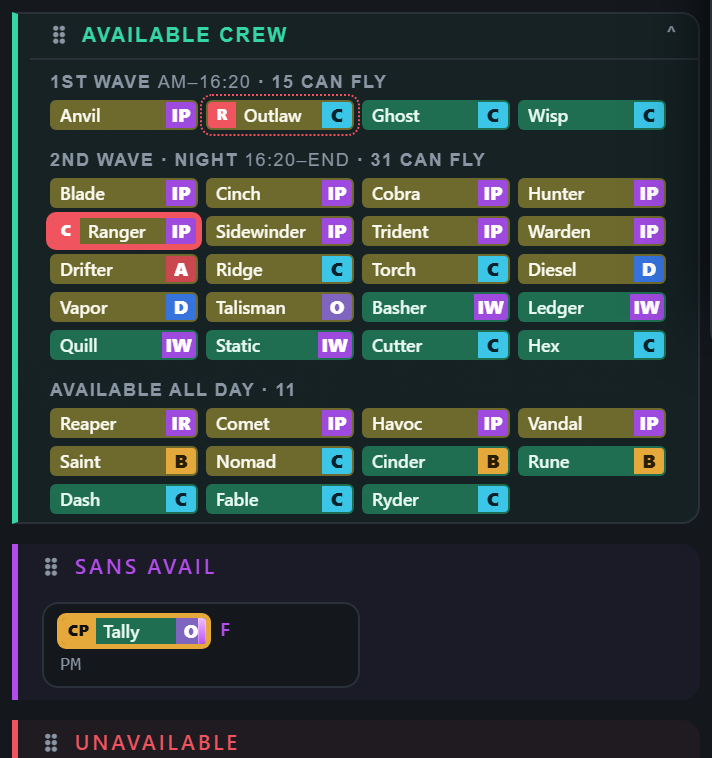 AVAILABLE CREW ^
1ST WAVE AM–16:20 · 15 CAN FLY
Anvil IP R Outlaw C Ghost C Wisp C
2ND WAVE · NIGHT 16:20–END · 31 CAN FLY
Blade IP Cinch IP Cobra IP Hunter IP
C Ranger IP Sidewinder IP Trident IP Warden IP
Drifter A Ridge C Torch C Diesel D
Vapor D Talisman O Basher IW Ledger IW
Quill IW Static IW Cutter C Hex C
AVAILABLE ALL DAY · 11
Reaper IR Comet IP Havoc IP Vandal IP
Saint B Nomad C Cinder B Rune B
Dash C Fable C Ryder C
SANS AVAIL
CP Tally O F
PM
UNAVAILABLE